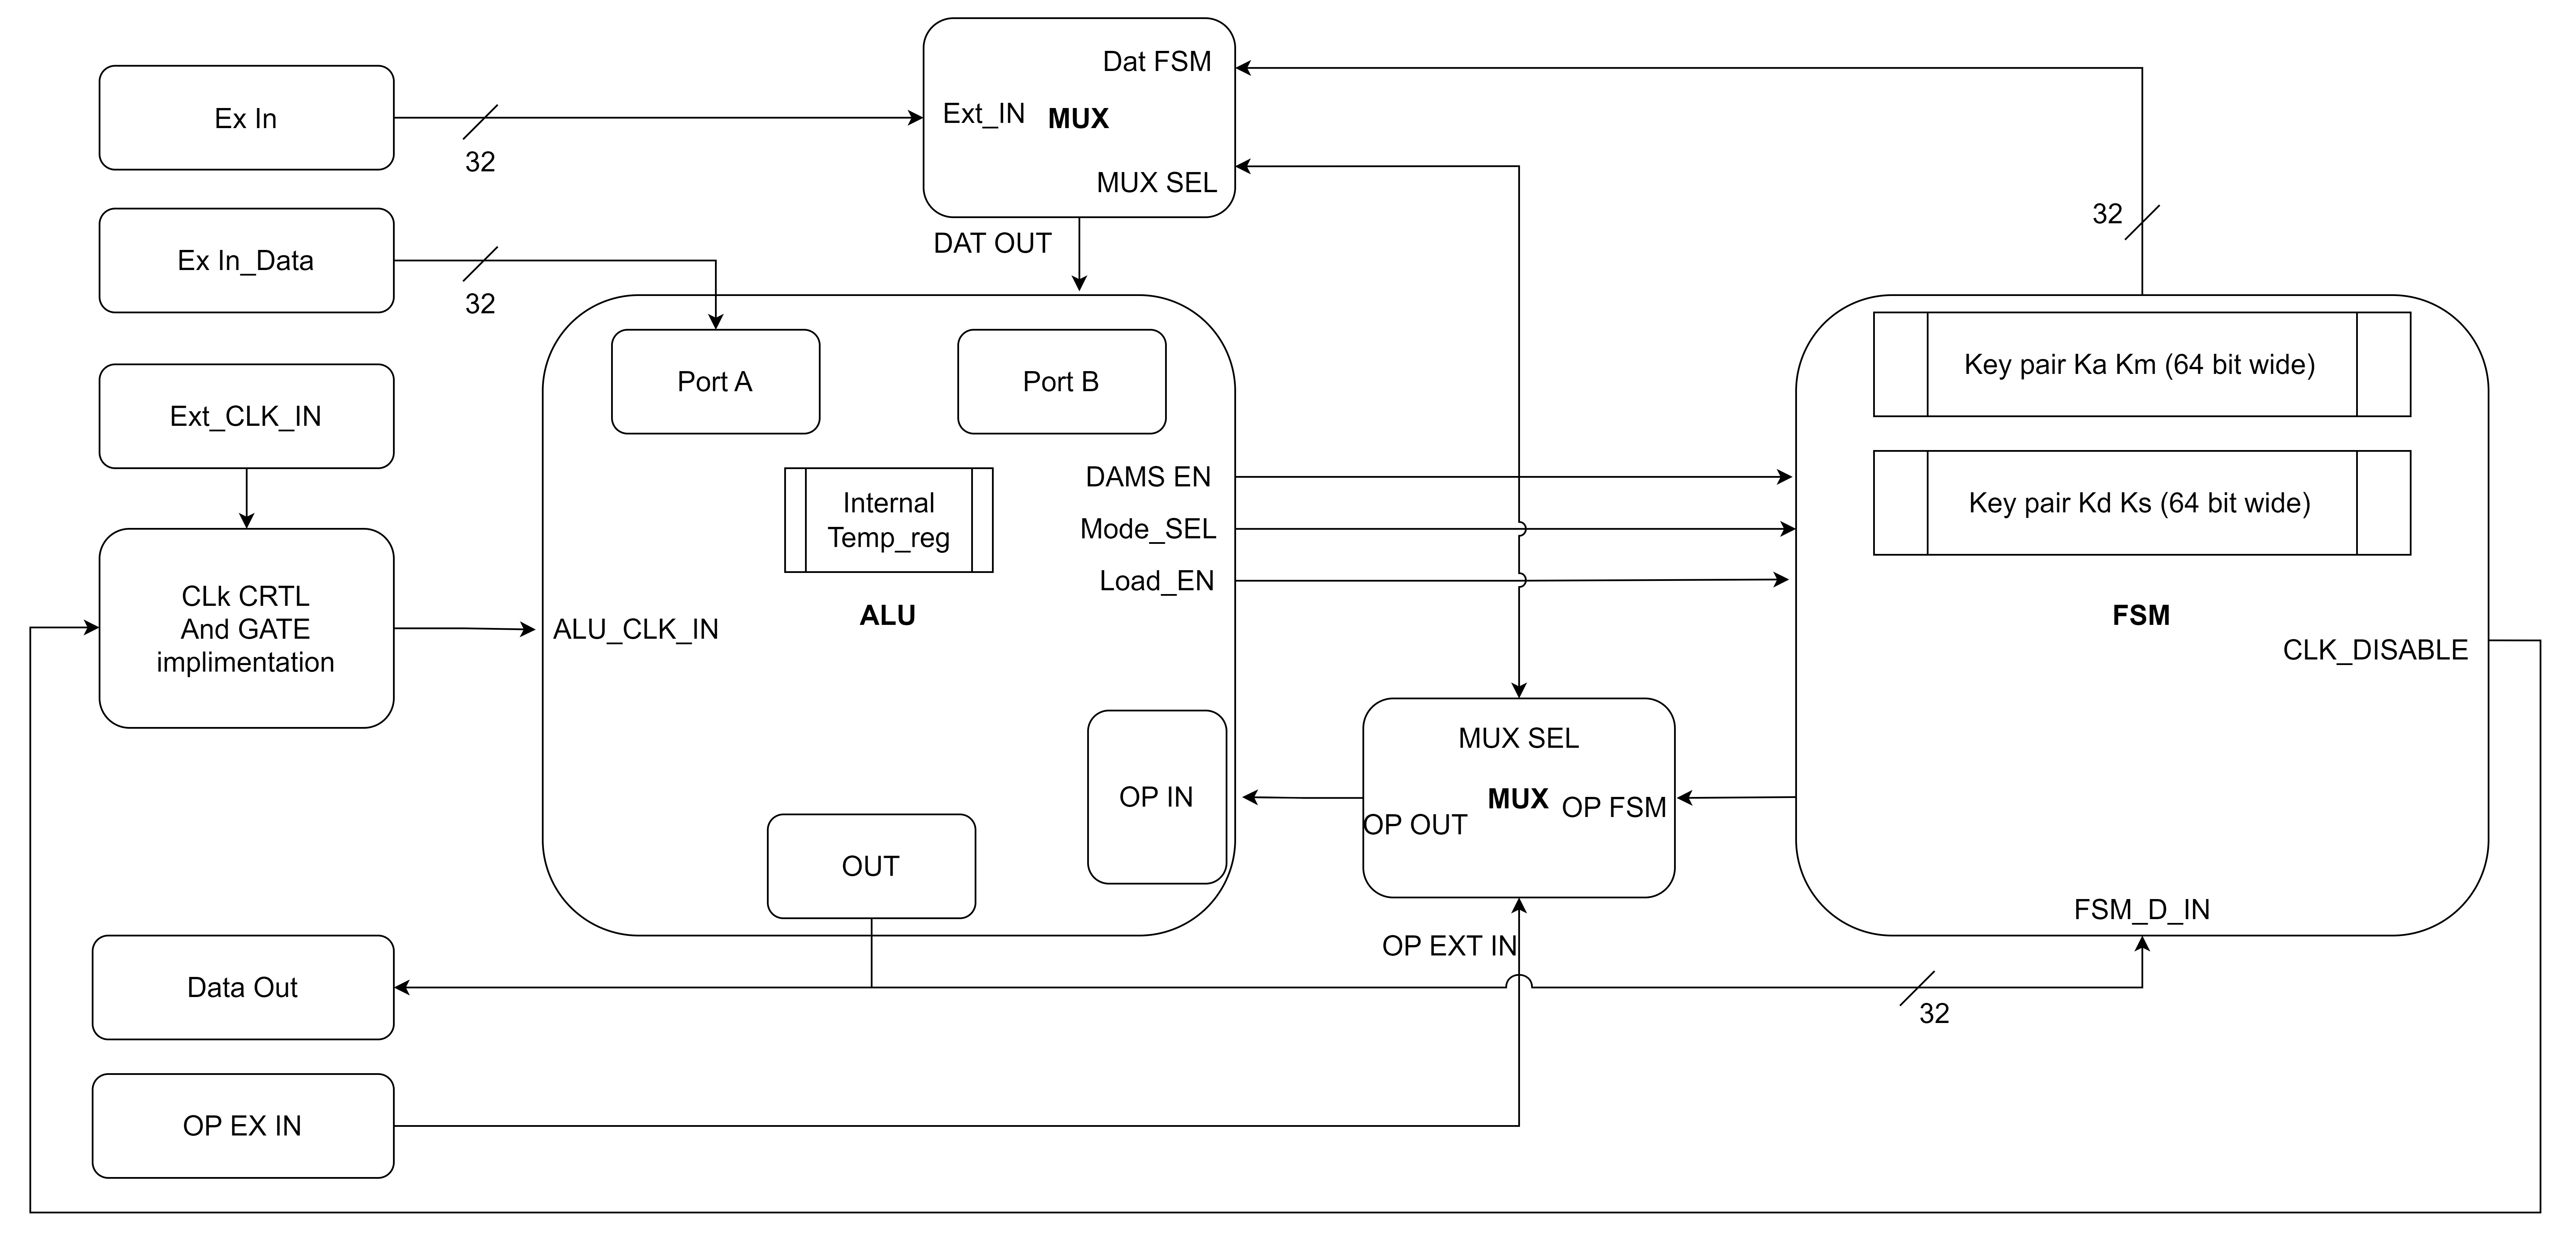 Ex In
32
Dat FSM
Ext_IN
MUX
MUX SEL
DAT OUT
32
Ex In_Data
32
Ext_CLK_IN
CLk CRTL
And GATE
implimentation
Port A
Port B
Internal
Temp_reg
DAMS EN
Mode_SEL
Load_EN
ALU
ALU_CLK_IN
OP IN
OUT
Key pair Ka Km (64 bit wide)
Key pair Kd Ks (64 bit wide)
FSM
CLK_DISABLE
FSM_D_IN
MUX SEL
MUX
OP FSM
OP OUT
OP EXT IN
32
Data Out
OP EX IN